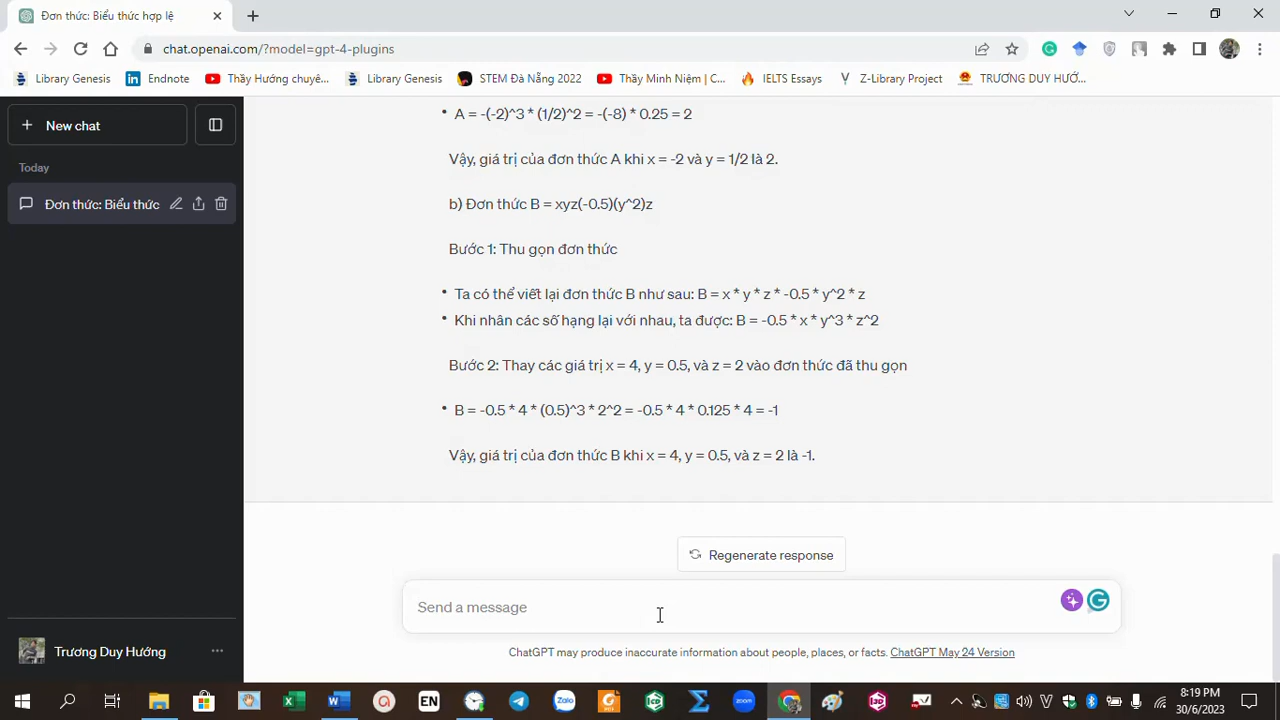 Đơn thức: Biểu thức hợp lệ
chat.openai.com/?model=gpt-4-plugins
Library Genesis
Endnote
Thầy Hướng chuyê...
Library Genesis
STEM Đà Nẵng 2022
Thầy Minh Niệm | C...
IELTS Essays
Z-Library Project
TRƯƠNG DUY HƯỚ...
New chat
Today
Đơn thức: Biểu thức
• A = -(-2)^3 * (1/2)^2 = -(-8) * 0.25 = 2
Vậy, giá trị của đơn thức A khi x = -2 và y = 1/2 là 2.
b) Đơn thức B = xyz(-0.5)(y^2)z
Bước 1: Thu gọn đơn thức
• Ta có thể viết lại đơn thức B như sau: B = x * y * z * -0.5 * y^2 * z
• Khi nhân các số hạng lại với nhau, ta được: B = -0.5 * x * y^3 * z^2
Bước 2: Thay các giá trị x = 4, y = 0.5, và z = 2 vào đơn thức đã thu gọn
• B = -0.5 * 4 * (0.5)^3 * 2^2 = -0.5 * 4 * 0.125 * 4 = -1
Vậy, giá trị của đơn thức B khi x = 4, y = 0.5, và z = 2 là -1.
Regenerate response
Send a message
ChatGPT may produce inaccurate information about people, places, or facts. ChatGPT May 24 Version
Trương Duy Hướng
EN
zoom
8:19 PM
30/6/2023